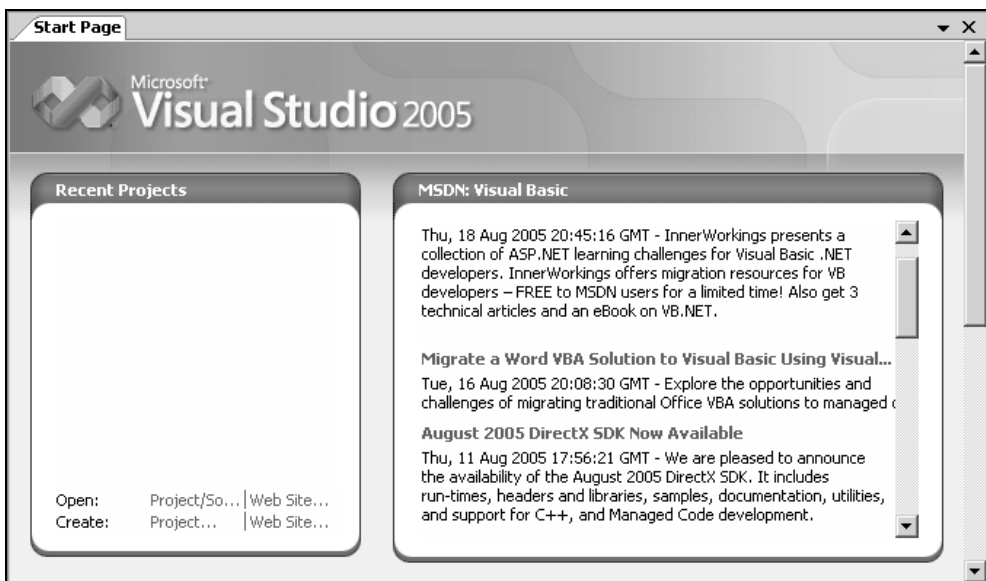 Start Page
Microsoft
Visual Studio 2005
Recent Projects
Open: Project/So... Web Site...
Create: Project... Web Site...
MSDN: Visual Basic
Thu, 18 Aug 2005 20:45:16 GMT - InnerWorkings presents a
collection of ASP.NET learning challenges for Visual Basic .NET
developers. InnerWorkings offers migration resources for VB
developers – FREE to MSDN users for a limited time! Also get 3
technical articles and an eBook on VB.NET.
Migrate a Word VBA Solution to Visual Basic Using Visual...
Tue, 16 Aug 2005 20:08:30 GMT - Explore the opportunities and
challenges of migrating traditional Office VBA solutions to managed
August 2005 DirectX SDK Now Available
Thu, 11 Aug 2005 17:56:21 GMT - We are pleased to announce
the availability of the August 2005 DirectX SDK. It includes
run-times, headers and libraries, samples, documentation, utilities,
and support for C++, and Managed Code development.